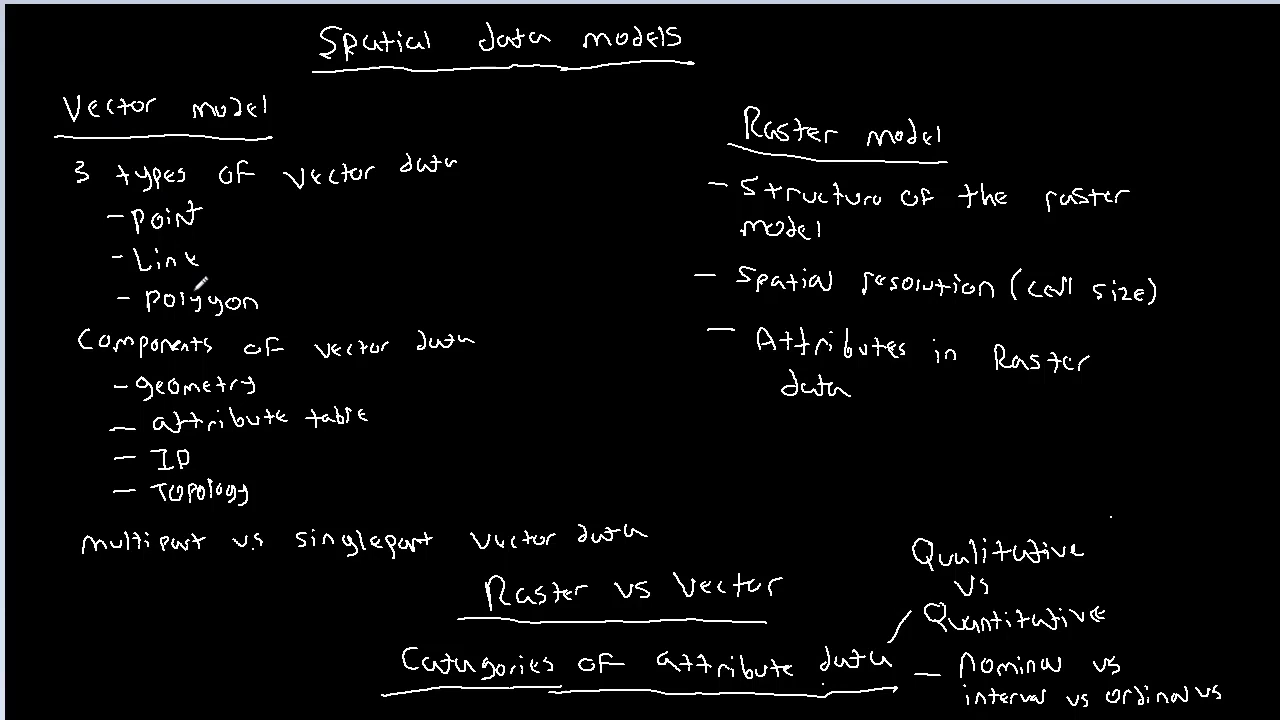 Spatial data models
Vector model
3 types of vector data
- point
- Line
- polygon
Components of vector data
- geometry
- attribute table
- ID
- Topology
multipart vs singlepart vector data
Raster model
- Structure of the raster
model
- Spatial resolution (cell size)
- Attributes in Raster
data
Raster vs Vector
Catagories of attribute data
Qualitative
vs
Quantitative
- nominal vs
interval vs ordinal vs